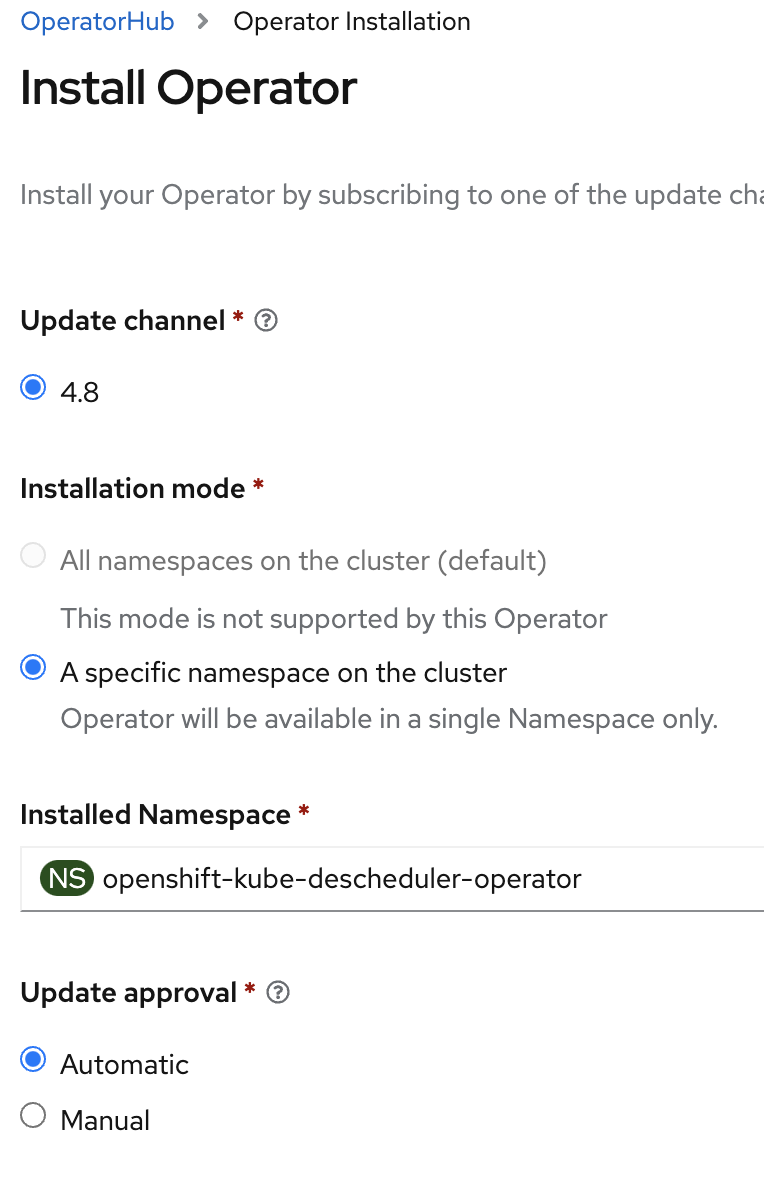 OperatorHub > Operator Installation
Install Operator
Install your Operator by subscribing to one of the update cha
Update channel *
4.8
Installation mode *
All namespaces on the cluster (default)
This mode is not supported by this Operator
A specific namespace on the cluster
Operator will be available in a single Namespace only.
Installed Namespace *
NS openshift-kube-descheduler-operator
Update approval *
Automatic
Manual